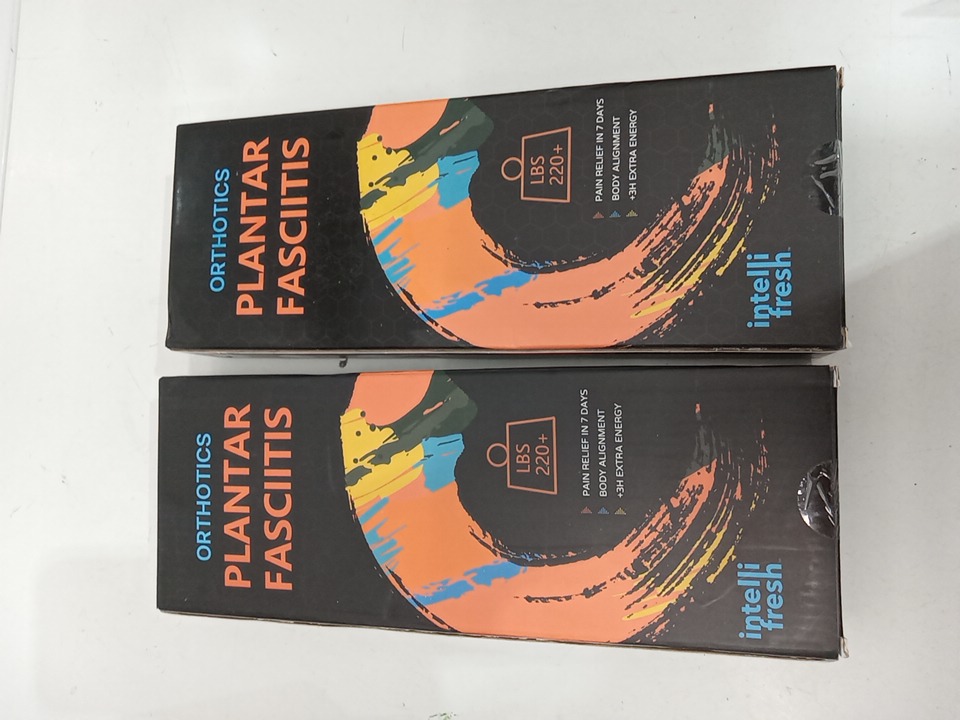 ORTHOTICS
PLANTAR
FASCIITIS
LBS
220+
PAIN RELIEF IN 7 DAYS
BODY ALIGNMENT
+3H EXTRA ENERGY
intelli
fresh
ORTHOTICS
PLANTAR
FASCIITIS
LBS
220+
PAIN RELIEF IN 7 DAYS
BODY ALIGNMENT
+3H EXTRA ENERGY
intelli
fresh